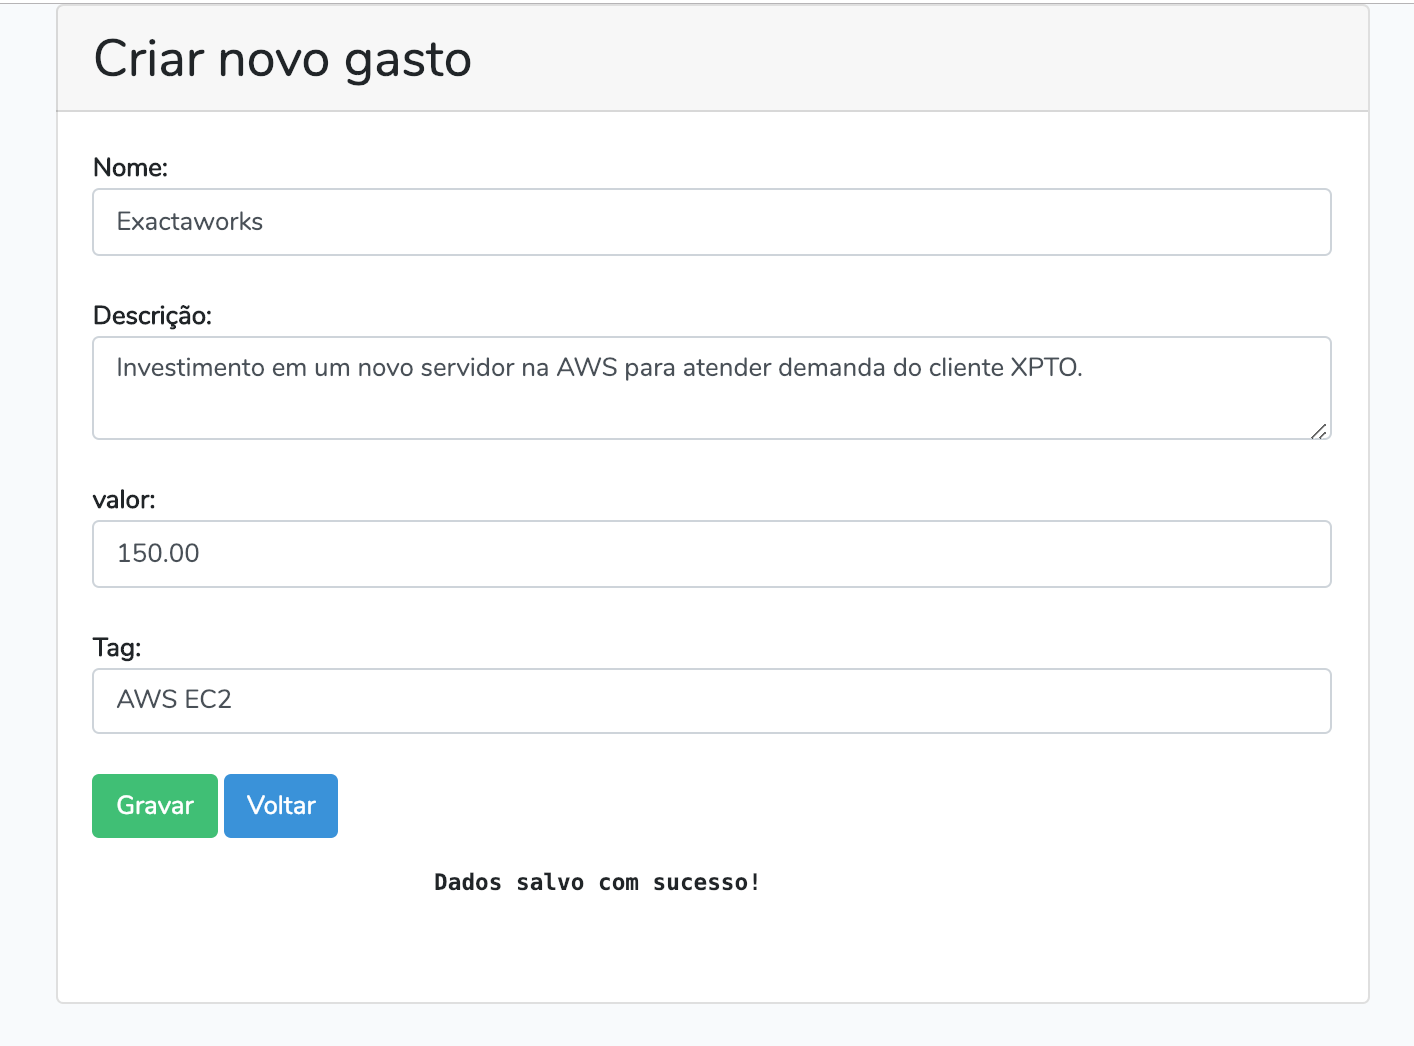 Criar novo gasto
Nome:
Exactaworks
Descrição:
Investimento em um novo servidor na AWS para atender demanda do cliente XPTO.
valor:
150.00
Tag:
AWS EC2
Gravar Voltar
Dados salvo com sucesso!